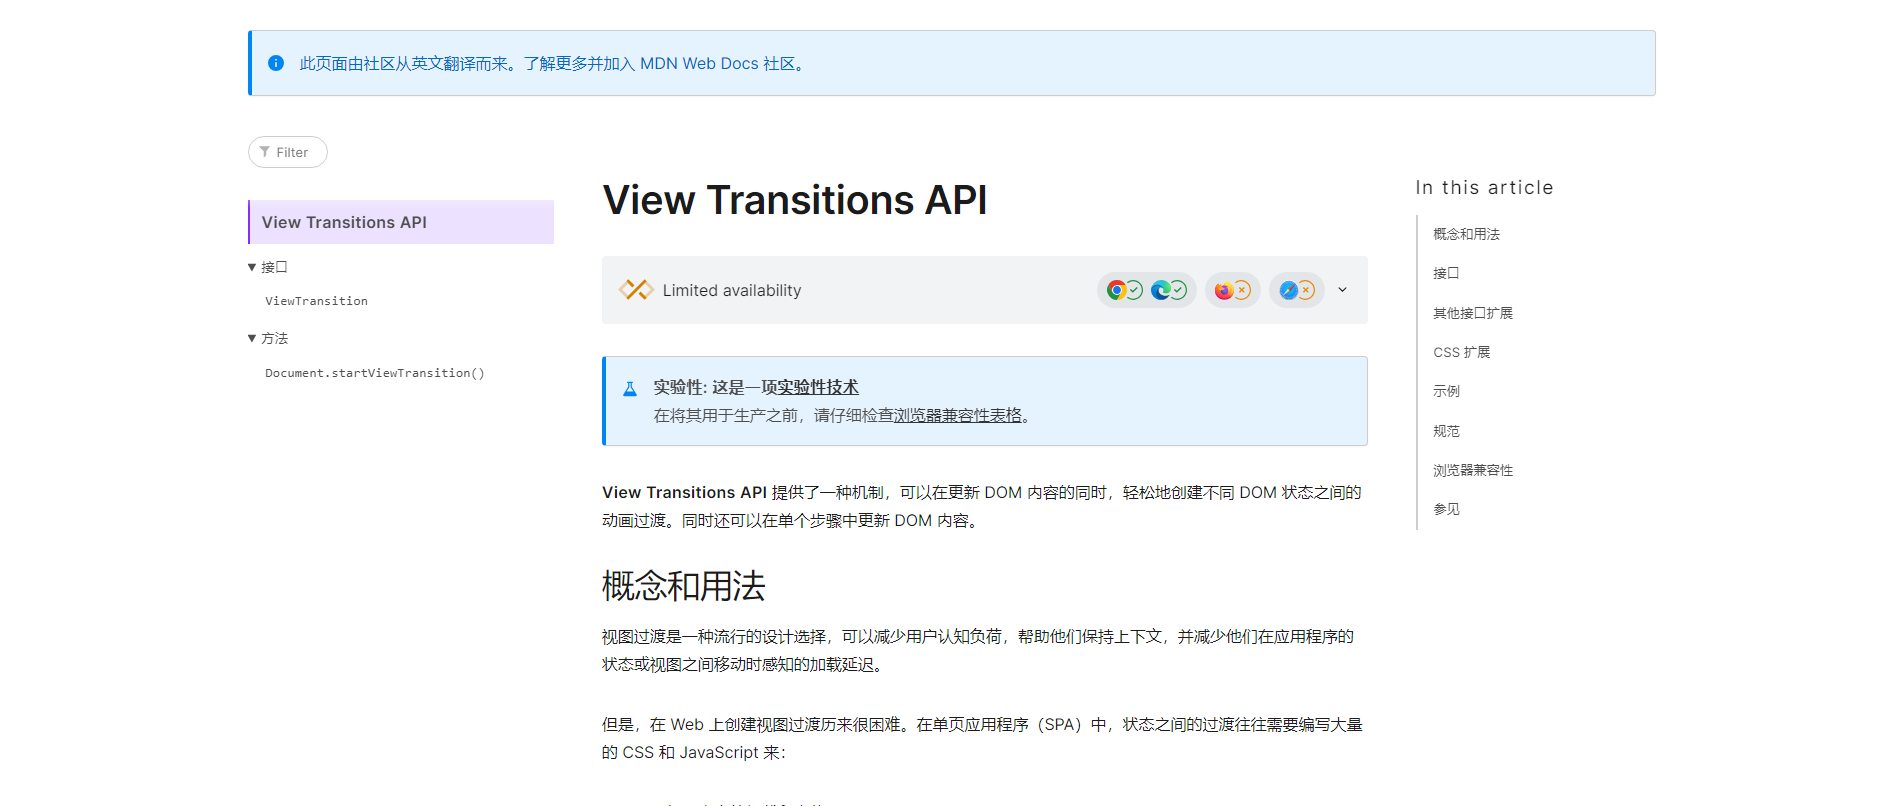 此页面由社区从英文翻译而来。了解更多并加入 MDN Web Docs 社区。
Filter
View Transitions API
接口
ViewTransition
方法
Document.startViewTransition()
View Transitions API
Limited availability
实验性: 这是一项实验性技术
在将其用于生产之前，请仔细检查浏览器兼容性表格。
View Transitions API 提供了一种机制，可以在更新 DOM 内容的同时，轻松地创建不同 DOM 状态之间的
动画过渡。同时还可以在单个步骤中更新 DOM 内容。
概念和用法
视图过渡是一种流行的设计选择，可以减少用户认知负荷，帮助他们保持上下文，并减少他们在应用程序的
状态或视图之间移动时感知的加载延迟。
但是，在 Web 上创建视图过渡历来很困难。在单页应用程序（SPA）中，状态之间的过渡往往需要编写大量
的 CSS 和 JavaScript 来：
In this article
概念和用法
接口
其他接口扩展
CSS 扩展
示例
规范
浏览器兼容性
参见